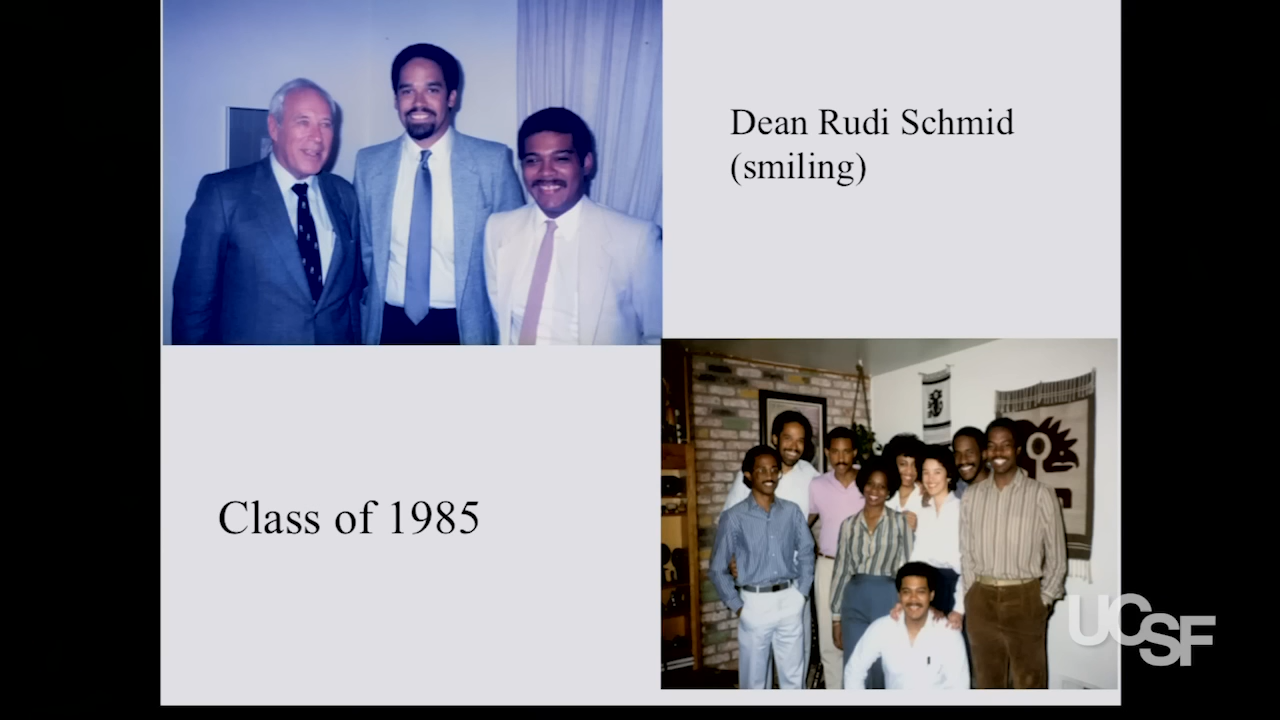 Dean Rudi Schmid
(smiling)
Class of 1985
UCSF